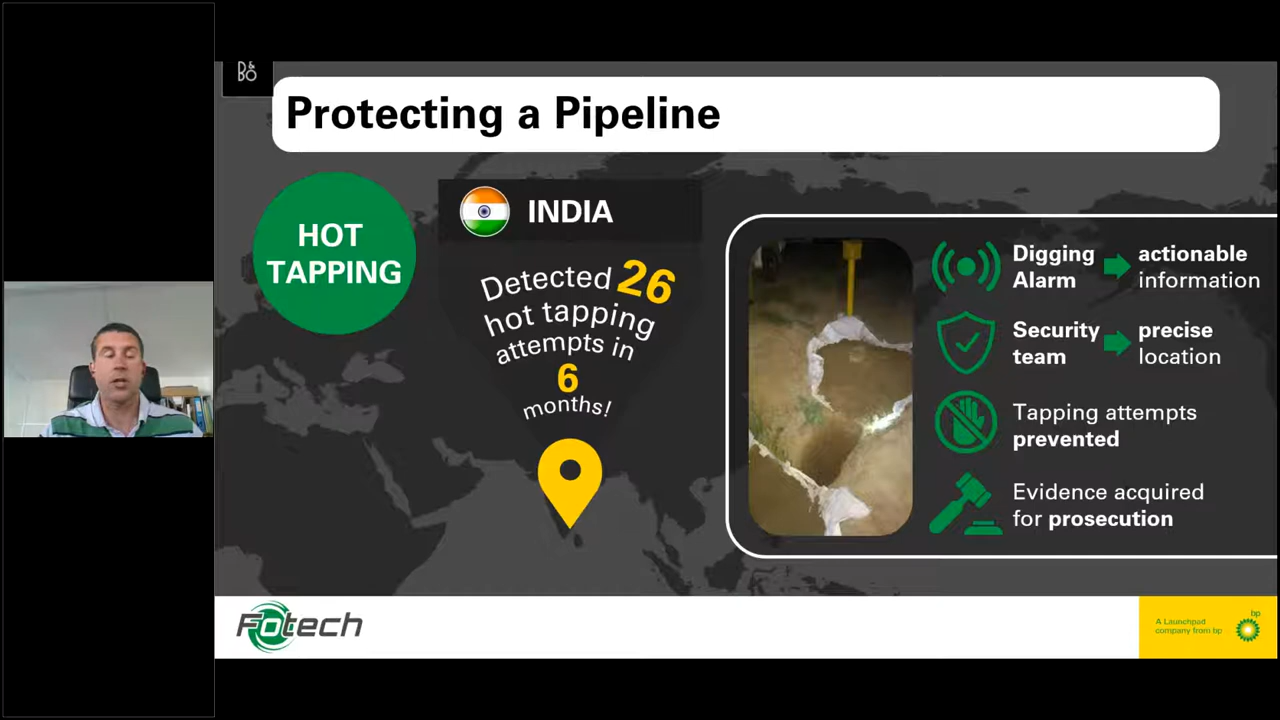 B&
BO
Protecting a Pipeline
HOT
TAPPING
INDIA
Detected 26
hot tapping
attempts in
6
months!
Digging
Alarm
actionable
information
Security
team
precise
location
Tapping attempts
prevented
Evidence acquired
for prosecution
Fotech
A Launchpad
company from bp
bp